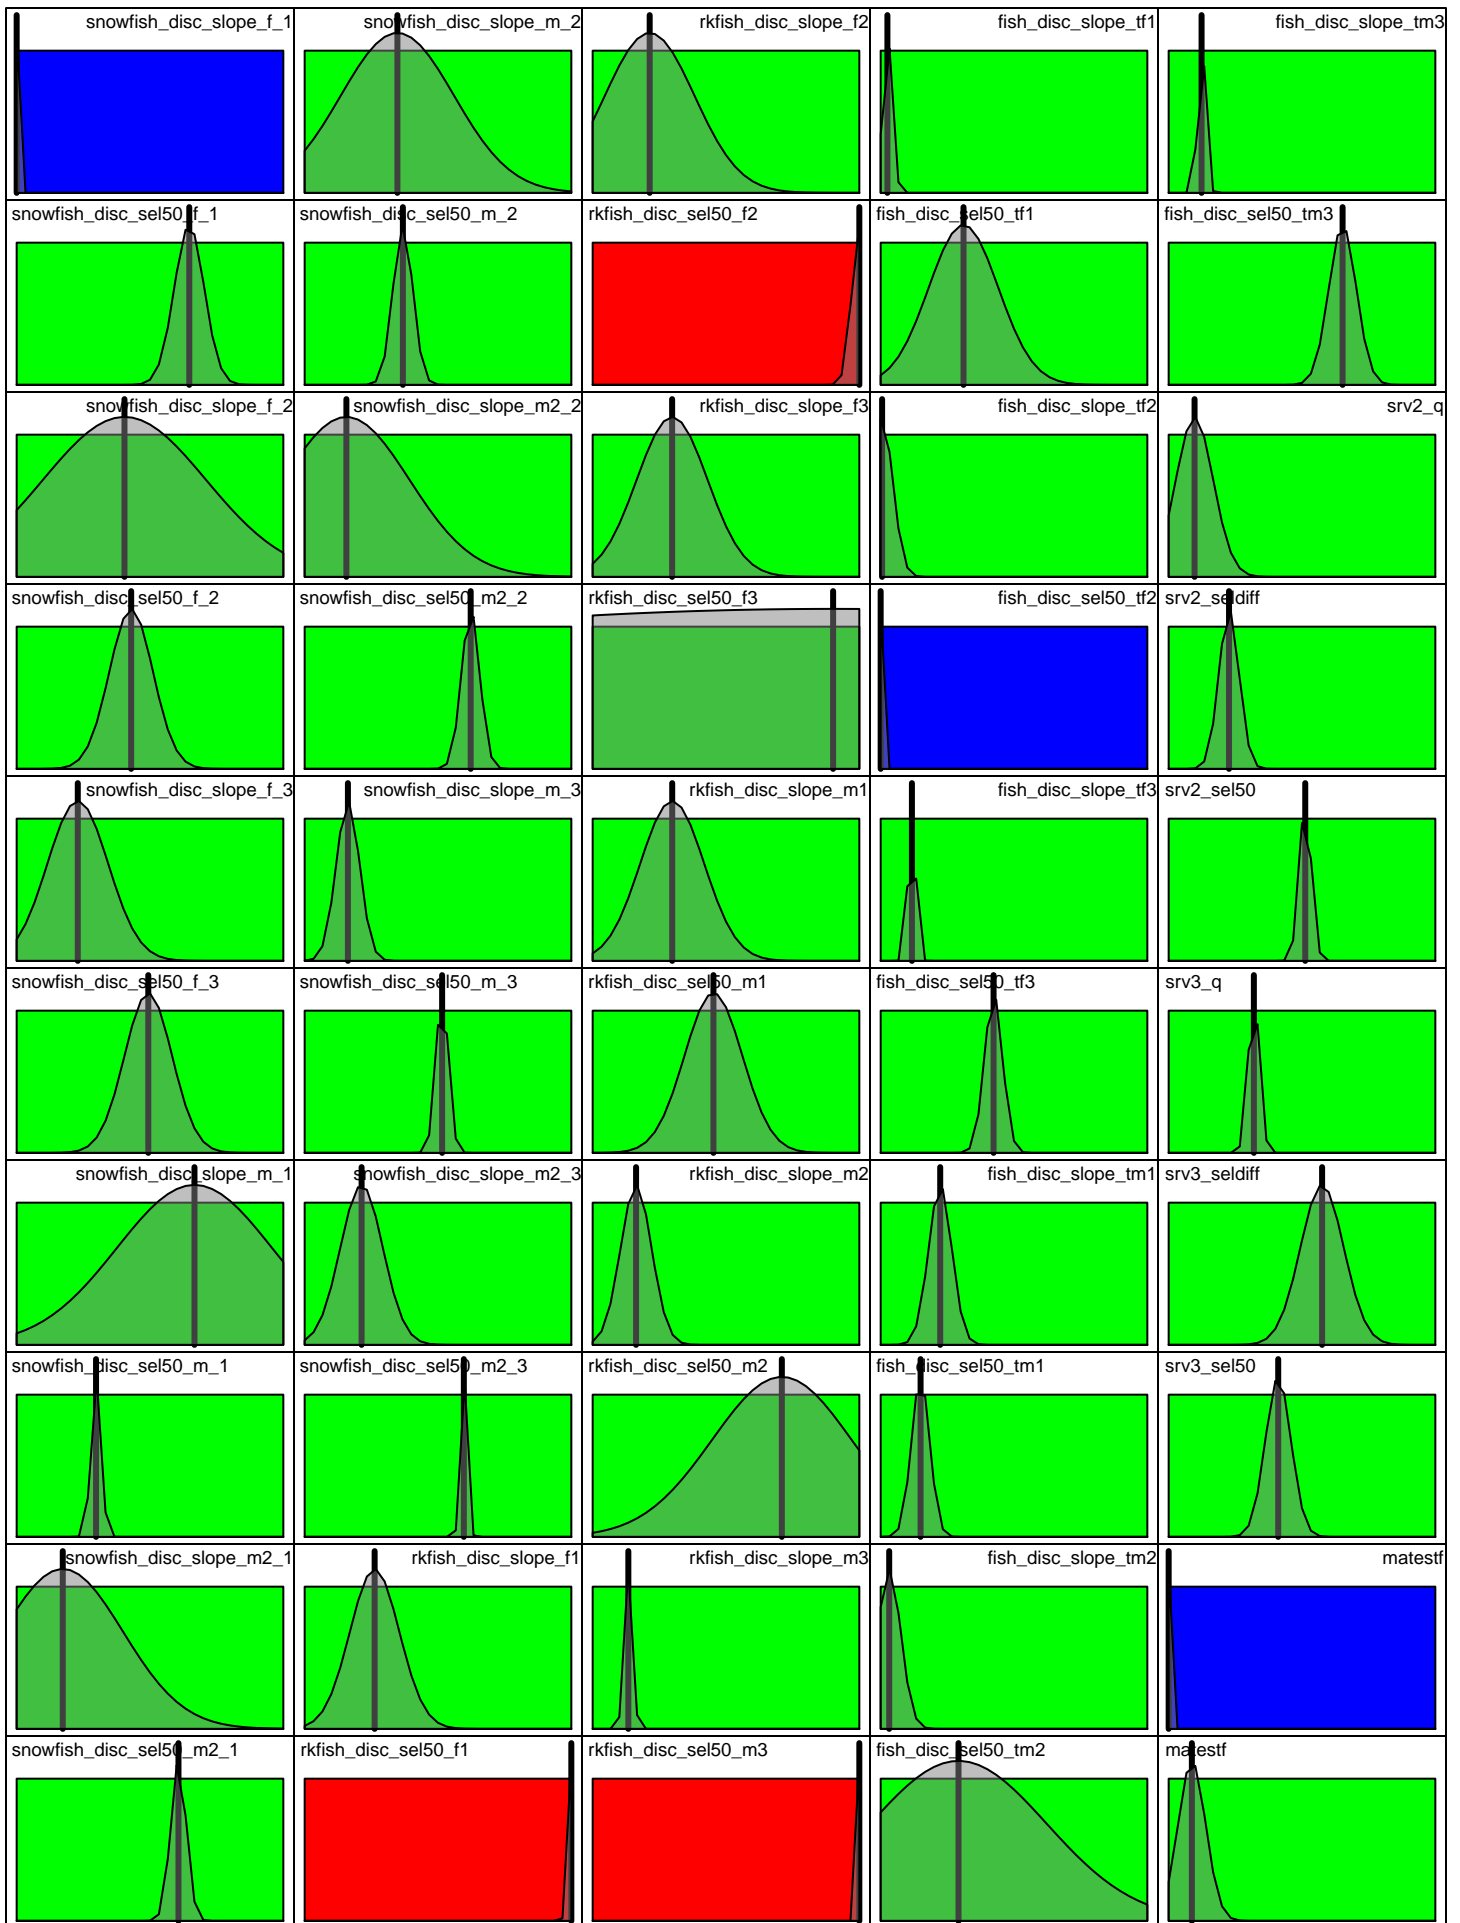 snowfish_disc_slope_f_1
snowfish_disc_slope_m_2
rkfish_disc_slope_f2
fish_disc_slope_tf1
fish_disc_slope_tm3
snowfish_disc_sel50_f_1
snowfish_disc_sel50_m_2
rkfish_disc_sel50_f2
fish_disc_sel50_tf1
fish_disc_sel50_tm3
snowfish_disc_slope_f_2
snowfish_disc_slope_m2_2
rkfish_disc_slope_f3
fish_disc_slope_tf2
srv2_q
snowfish_disc_sel50_f_2
snowfish_disc_sel50_m2_2
rkfish_disc_sel50_f3
fish_disc_sel50_tf2
srv2_seldiff
snowfish_disc_slope_f_3
snowfish_disc_slope_m_3
rkfish_disc_slope_m1
fish_disc_slope_tf3
srv2_sel50
snowfish_disc_sel50_f_3
snowfish_disc_sel50_m_3
rkfish_disc_sel50_m1
fish_disc_sel50_tf3
srv3_q
snowfish_disc_slope_m_1
snowfish_disc_slope_m2_3
rkfish_disc_slope_m2
fish_disc_slope_tm1
srv3_seldiff
snowfish_disc_sel50_m_1
snowfish_disc_sel50_m2_3
rkfish_disc_sel50_m2
fish_disc_sel50_tm1
srv3_sel50
snowfish_disc_slope_m2_1
rkfish_disc_slope_f1
rkfish_disc_slope_m3
fish_disc_slope_tm2
matestf
snowfish_disc_sel50_m2_1
rkfish_disc_sel50_f1
rkfish_disc_sel50_m3
fish_disc_sel50_tm2
matestf